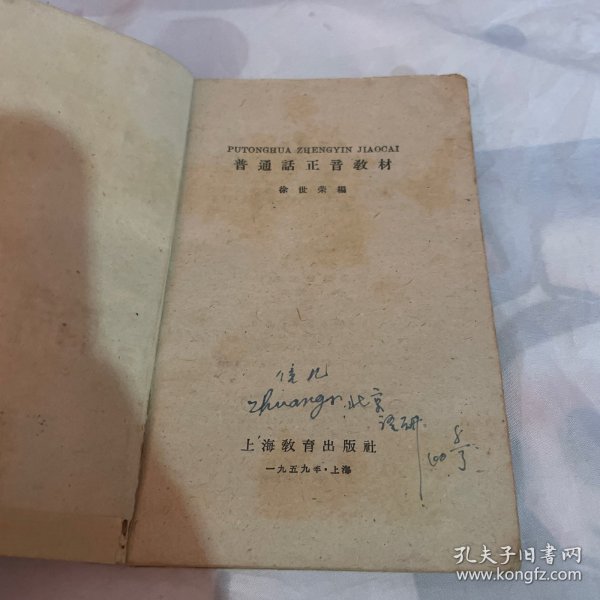 PUTONGHUA ZHENGYIN JIAOCAI
普通話正音教材
徐世荣編
北京
上海教育出版社
一九五九年·上海
孔夫子旧书网
www.kongfz.com